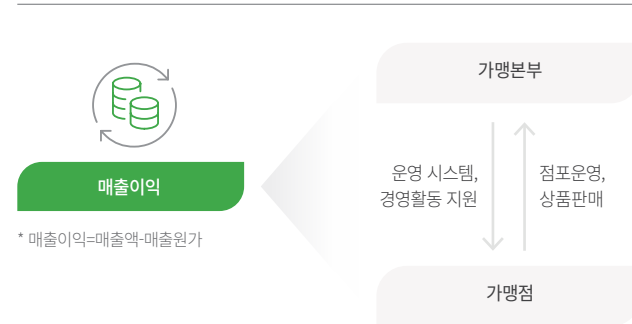 가맹본부
운영 시스템,
경영활동 지원
점포운영,
상품판매
매출이익
* 매출이익=매출액-매출원가
가맹점